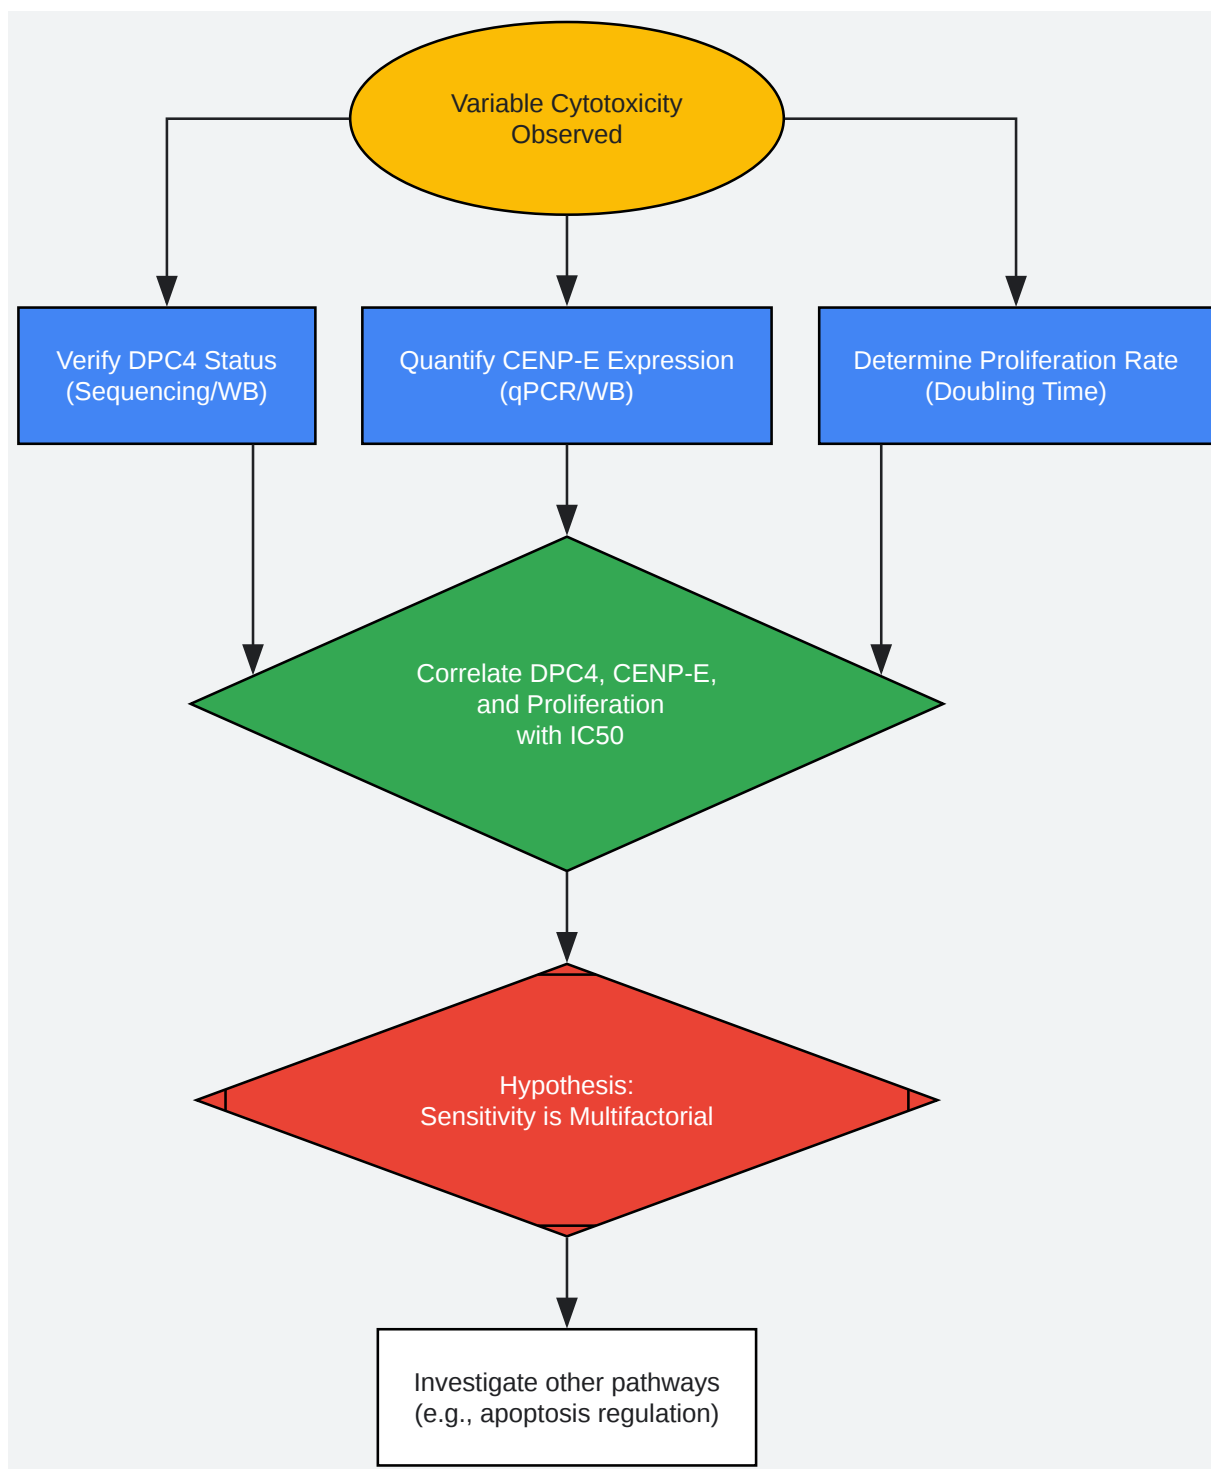 Variable Cytotoxicity
Observed
Verify DPC4 Status
(Sequencing/WB)
Quantify CENP-E Expression
(qPCR/WB)
Determine Proliferation Rate
(Doubling Time)
Correlate DPC4, CENP-E,
and Proliferation
with IC50
Hypothesis:
Sensitivity is Multifactorial
Investigate other pathways
(e.g., apoptosis regulation)